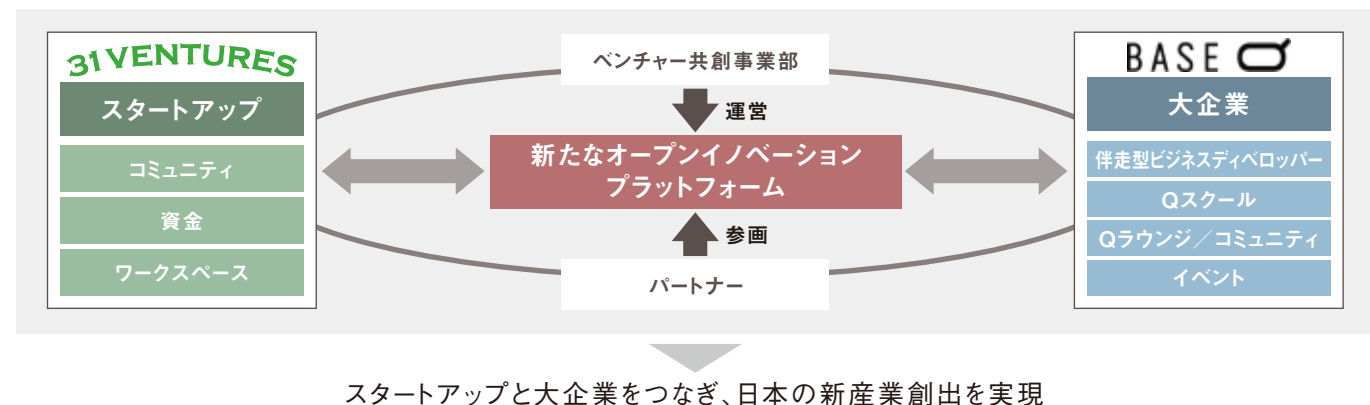 31 VENTURES
スタートアップ
コミュニティ
資金
ワークスペース
ベンチャー共創事業部
運営
新たなオープンイノベーション
プラットフォーム
参画
パートナー
BASE Q
大企業
伴走型ビジネスディベロッパー
Qスクール
Qラウンジ／コミュニティ
イベント
スタートアップと大企業をつなぎ、日本の新産業創出を実現